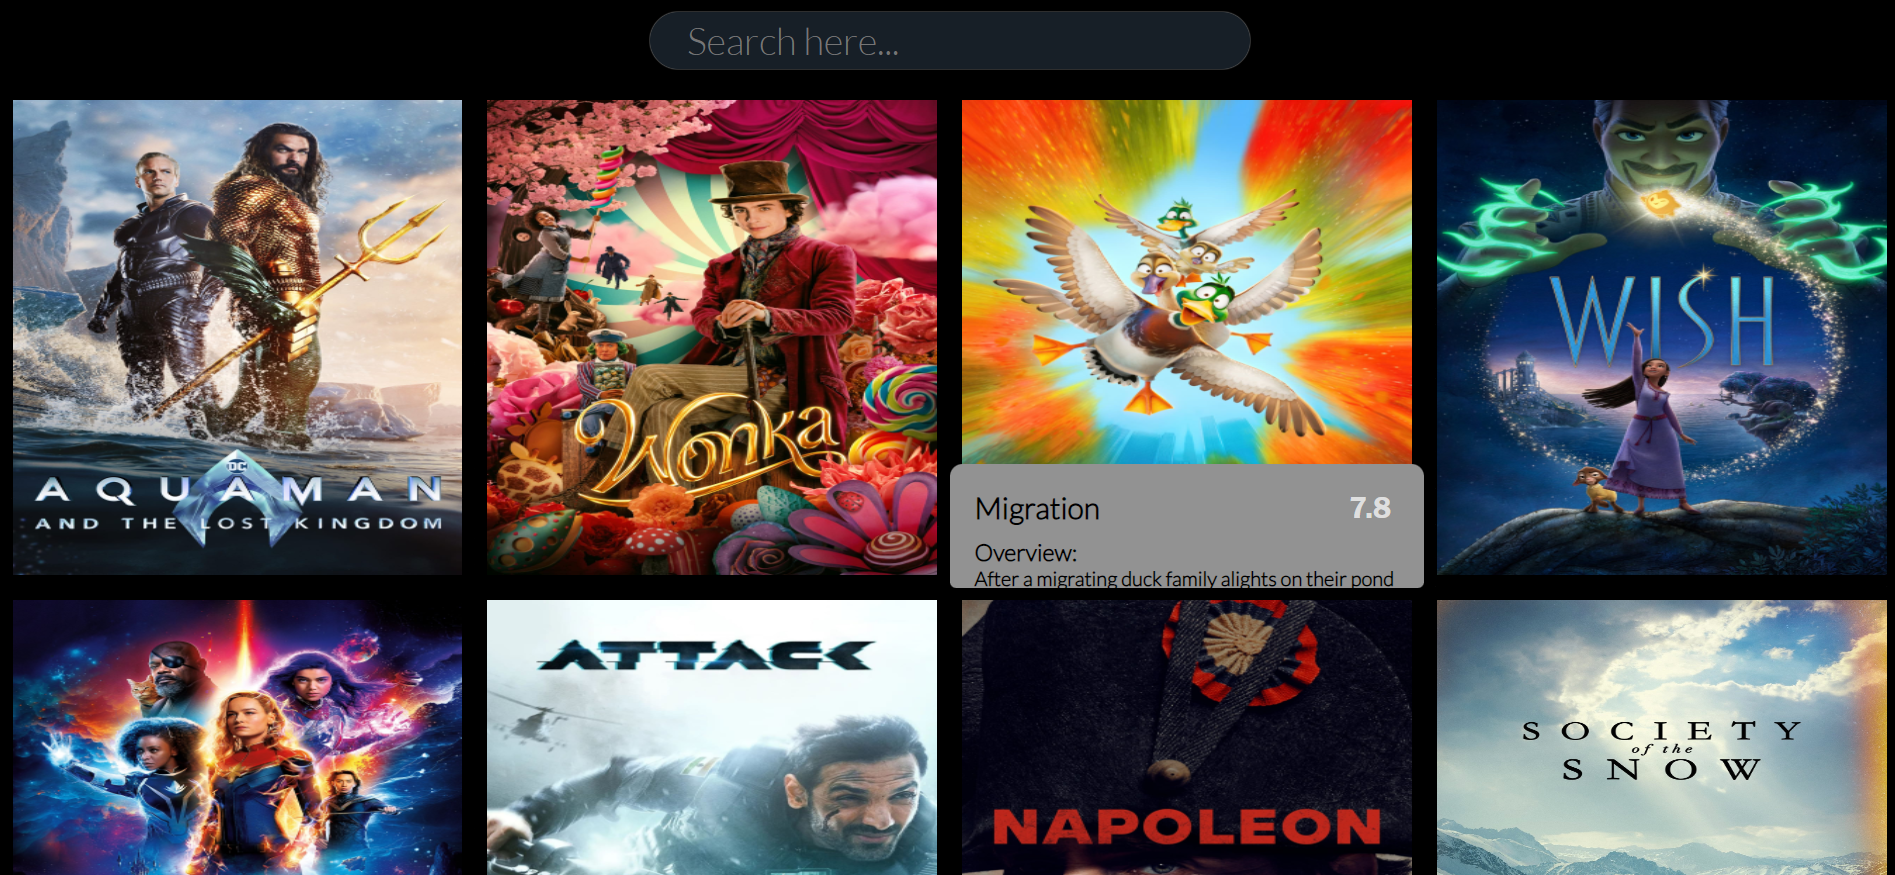 Search here...
DC
AQUAMAN
AND THE LOST KINGDOM
Wonka
Migration 7.8
Overview:
After a migrating duck family alights on their pond
WISH
ATTACK
NAPOLEON
SOCIETY
of the
SNOW